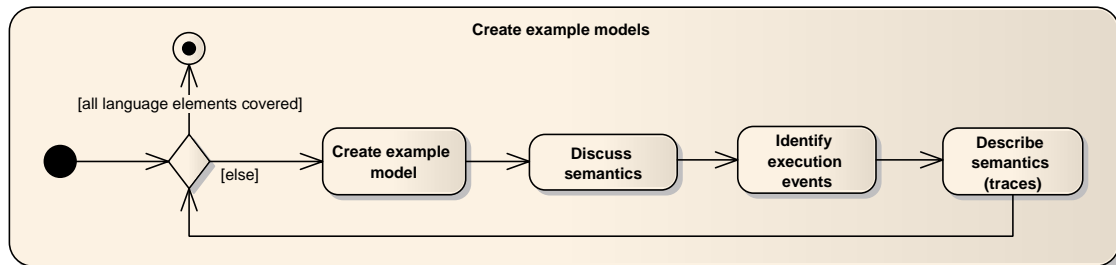 Create example models
[all language elements covered]
[else]
Create example
model
Discuss
semantics
Identify
execution
events
Describe
semantics
(traces)